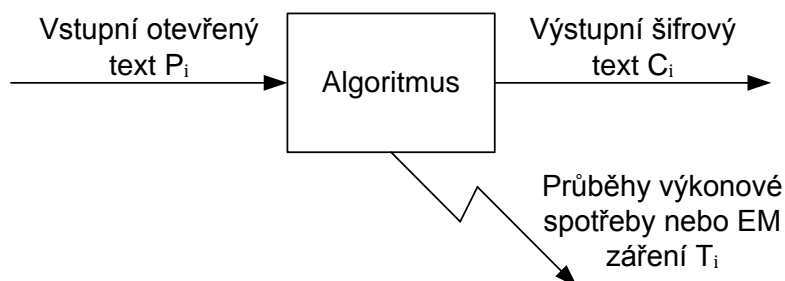 Vstupní otevřený
text Pi
Algoritmus
Výstupní šifrový
text Ci
Průběhy výkonové
spotřeby nebo EM
záření Ti